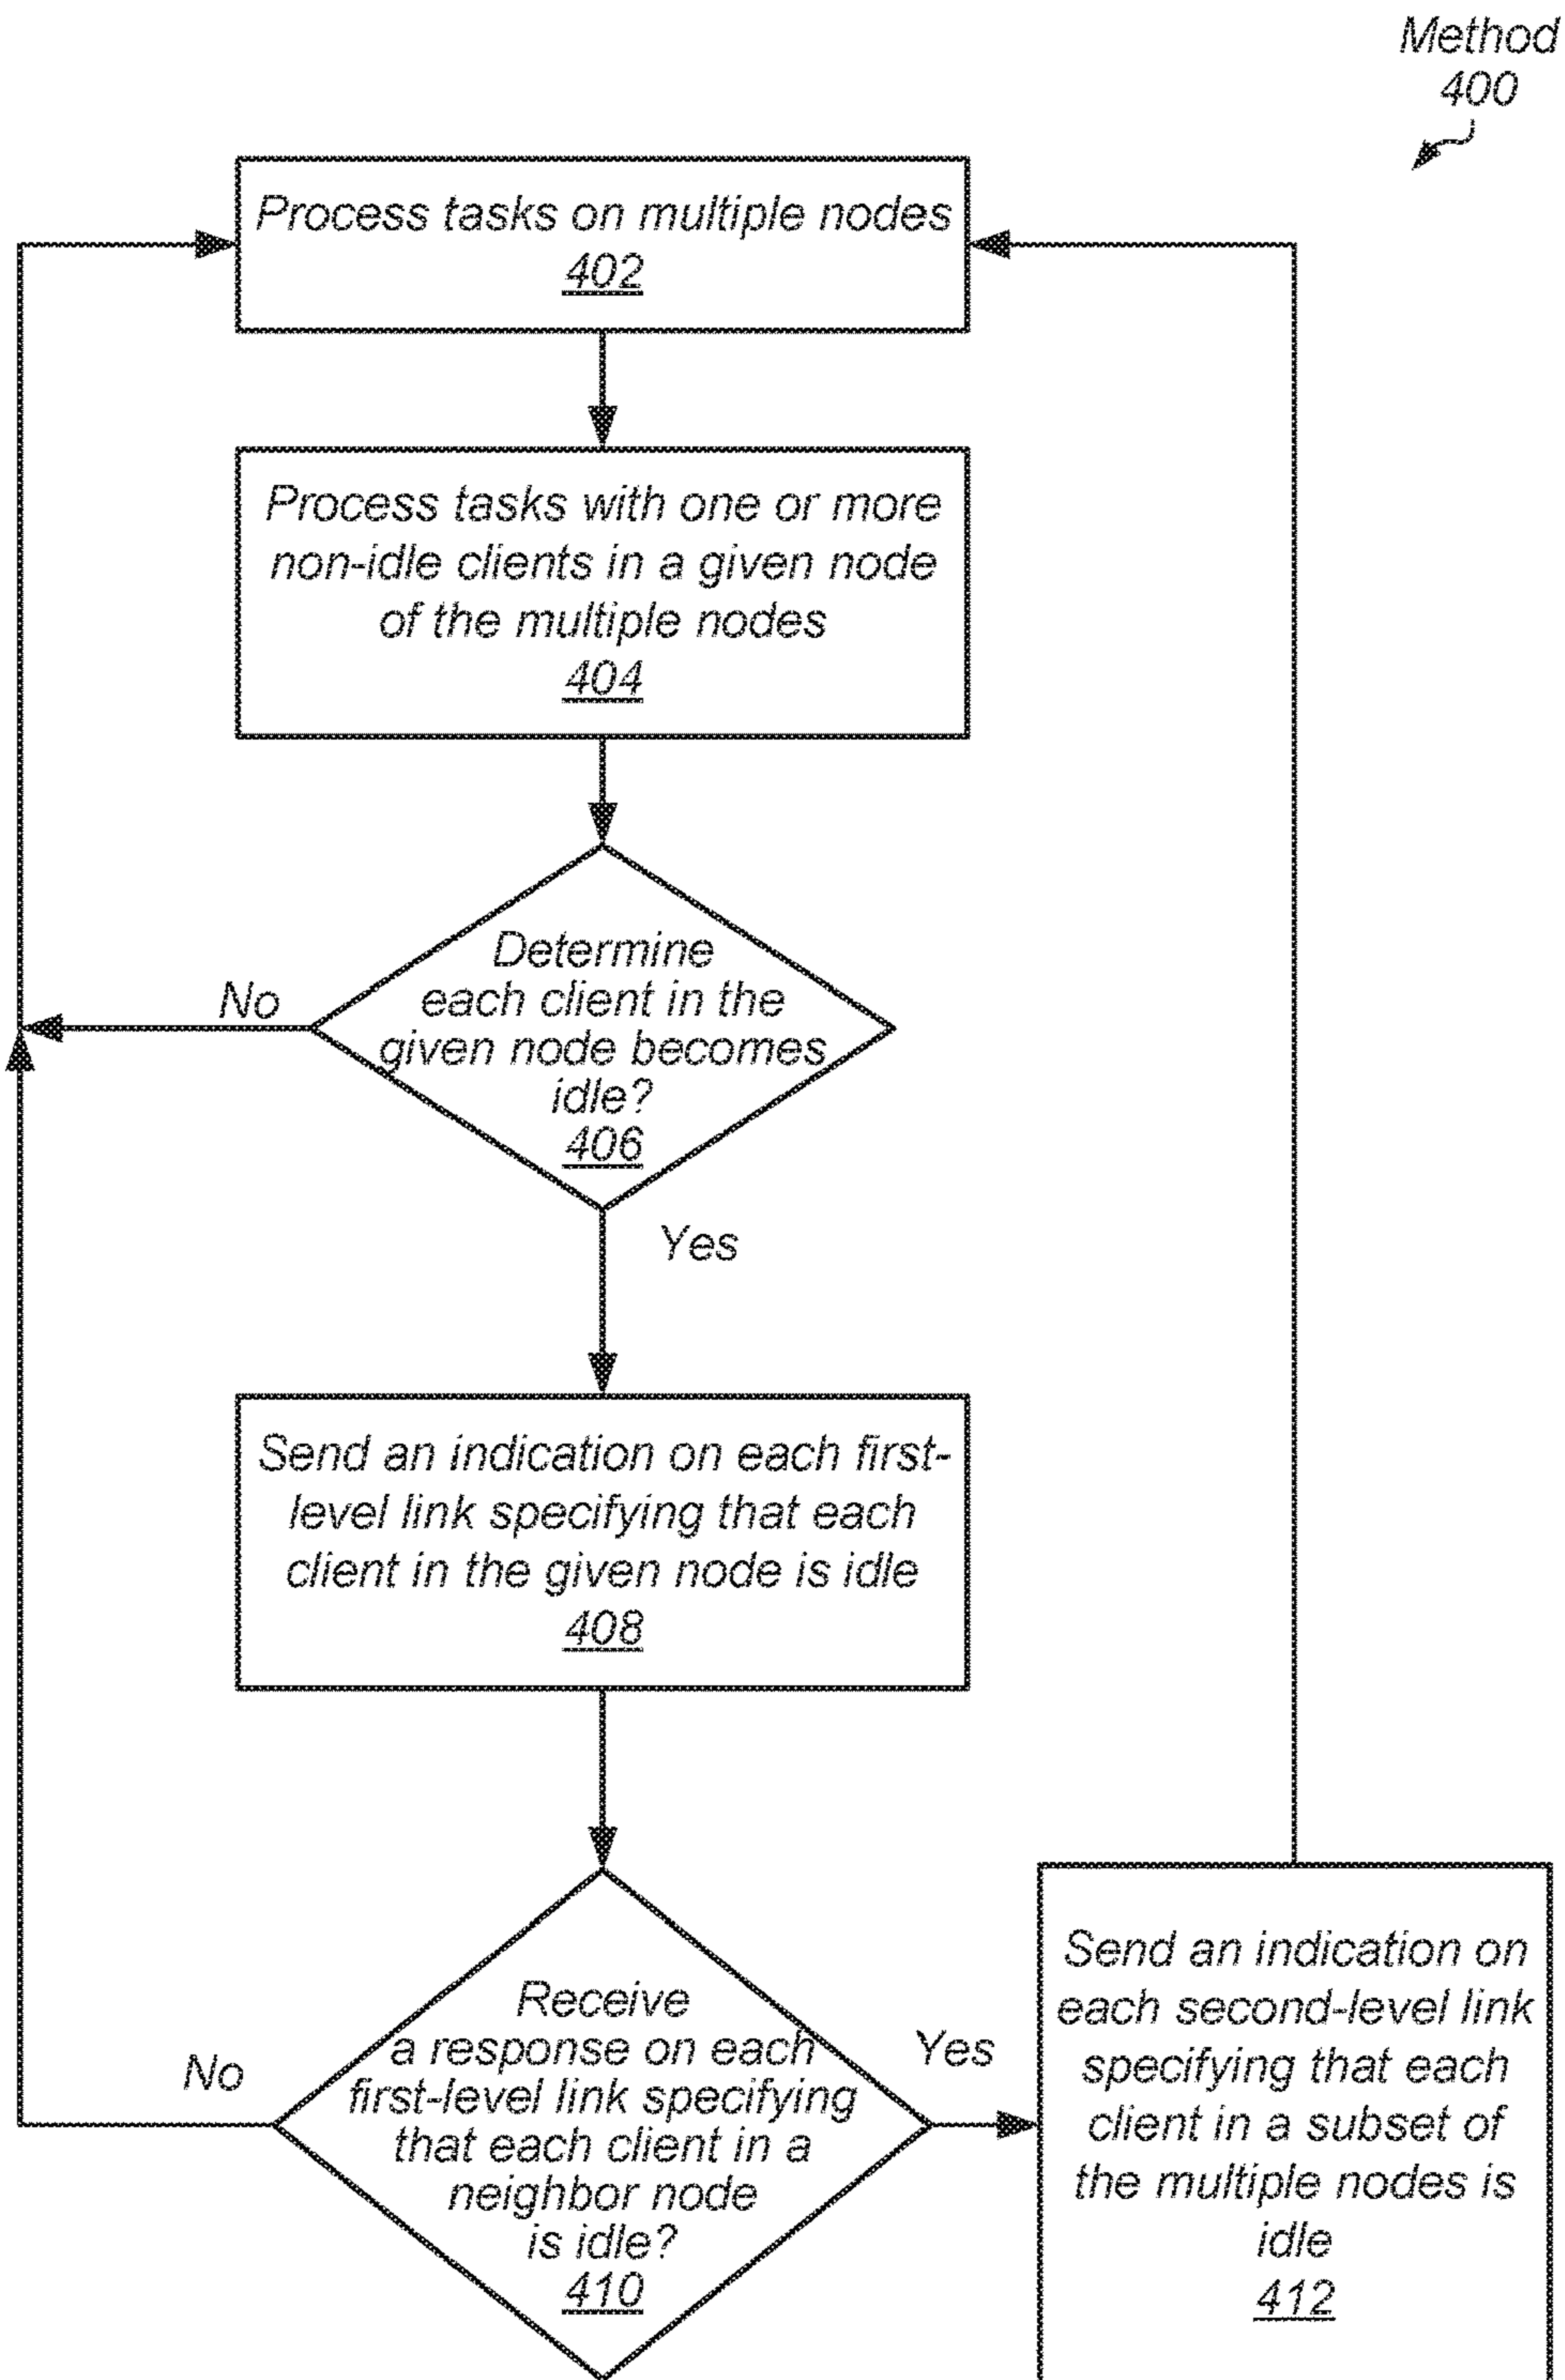 Method
400
Process tasks on multiple nodes
402
Process tasks with one or more
non-idle clients in a given node
of the multiple nodes
404
Determine
each client in the
given node becomes
idle?
406
No
Yes
Send an indication on each first-
level link specifying that each
client in the given node is idle
408
Receive
a response on each
first-level link specifying
that each client in a
neighbor node
is idle?
410
No
Yes
Send an indication on
each second-level link
specifying that each
client in a subset of
the multiple nodes is
idle
412